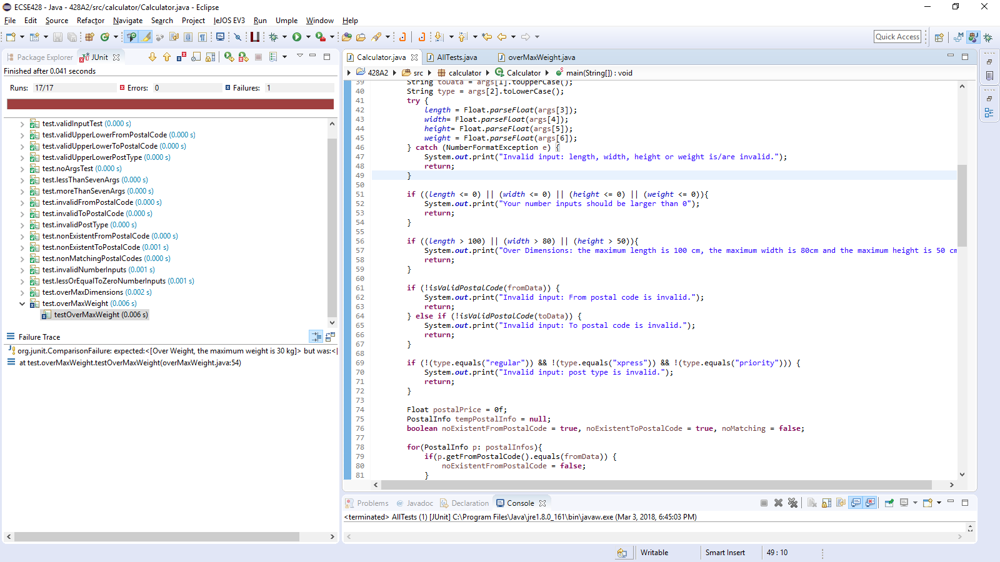 ECSE428 - Java - 428A2/src/calculator/Calculator.java - Eclipse
File Edit Source Refactor Navigate Search Project leJOS EV3 Run Umple Window Help
Quick Access
Package Explorer JUnit
Finished after 0.041 seconds
Runs: 17/17 Errors: 0 Failures: 1
test.validInputTest (0.000 s)
test.validUpperLowerFromPostalCode (0.000 s)
test.validUpperLowerToPostalCode (0.000 s)
test.validUpperLowerPostType (0.000 s)
test.noArgsTest (0.000 s)
test.lessThanSevenArgs (0.000 s)
test.moreThanSevenArgs (0.000 s)
test.invalidFromPostalCode (0.000 s)
test.invalidToPostalCode (0.000 s)
test.invalidPostType (0.000 s)
test.nonExistentFromPostalCode (0.000 s)
test.nonExistentToPostalCode (0.001 s)
test.nonMatchingPostalCodes (0.000 s)
test.invalidNumberInputs (0.001 s)
test.lessOrEqualToZeroNumberInputs (0.001 s)
test.overMaxDimensions (0.002 s)
test.overMaxWeight (0.006 s)
testOverMaxWeight (0.006 s)
Failure Trace
org.junit.ComparisonFailure: expected:<[Over Weight, the maximum weight is 30 kg]> but was:<[
at test.overMaxWeight.testOverMaxWeight(overMaxWeight.java:54)
Calculator.java AllTests.java overMaxWeight.java
428A2 src calculator Calculator main(String[]) : void
39 String toData = args[1].toUpperCase();
40 String type = args[2].toLowerCase();
41 try {
42 length = Float.parseFloat(args[3]);
43 width= Float.parseFloat(args[4]);
44 height= Float.parseFloat(args[5]);
45 weight = Float.parseFloat(args[6]);
46 } catch (NumberFormatException e) {
47 System.out.print("Invalid input: length, width, height or weight is/are invalid.");
48 return;
49 }
50
51 if ((length <= 0) || (width <= 0) || (height <= 0) || (weight <= 0)){
52 System.out.print("Your number inputs should be larger than 0");
53 return;
54 }
55
56 if ((length > 100) || (width > 80) || (height > 50)){
57 System.out.print("Over Dimensions: the maximum length is 100 cm, the maximum width is 80cm and the maximum height is 50 cm
58 return;
59 }
60
61 if (!isValidPostalCode(fromData)) {
62 System.out.print("Invalid input: From postal code is invalid.");
63 return;
64 } else if (!isValidPostalCode(toData)) {
65 System.out.print("Invalid input: To postal code is invalid.");
66 return;
67 }
68
69 if (!(type.equals("regular")) && !(type.equals("xpress")) && !(type.equals("priority"))) {
70 System.out.print("Invalid input: post type is invalid.");
71 return;
72 }
73
74 Float postalPrice = 0f;
75 PostalInfo tempPostalInfo = null;
76 boolean noExistentFromPostalCode = true, noExistentToPostalCode = true, noMatching = false;
77
78 for(PostalInfo p: postalInfos){
79 if(p.getFromPostalCode().equals(fromData)) {
80 noExistentFromPostalCode = false;
81 }
Problems Javadoc Declaration Console
<terminated> AllTests (1) [JUnit] C:\Program Files\Java\jre1.8.0_161\bin\javaw.exe (Mar 3, 2018, 6:45:03 PM)
Writable Smart Insert 49 : 10